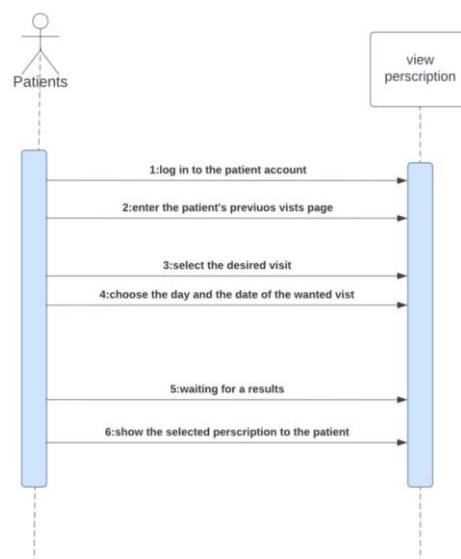 Patients
view
perscription
1:log in to the patient account
2:enter the patient's previuos vists page
3:select the desired visit
4:choose the day and the date of the wanted vist
5:waiting for a results
6:show the selected perscription to the patient